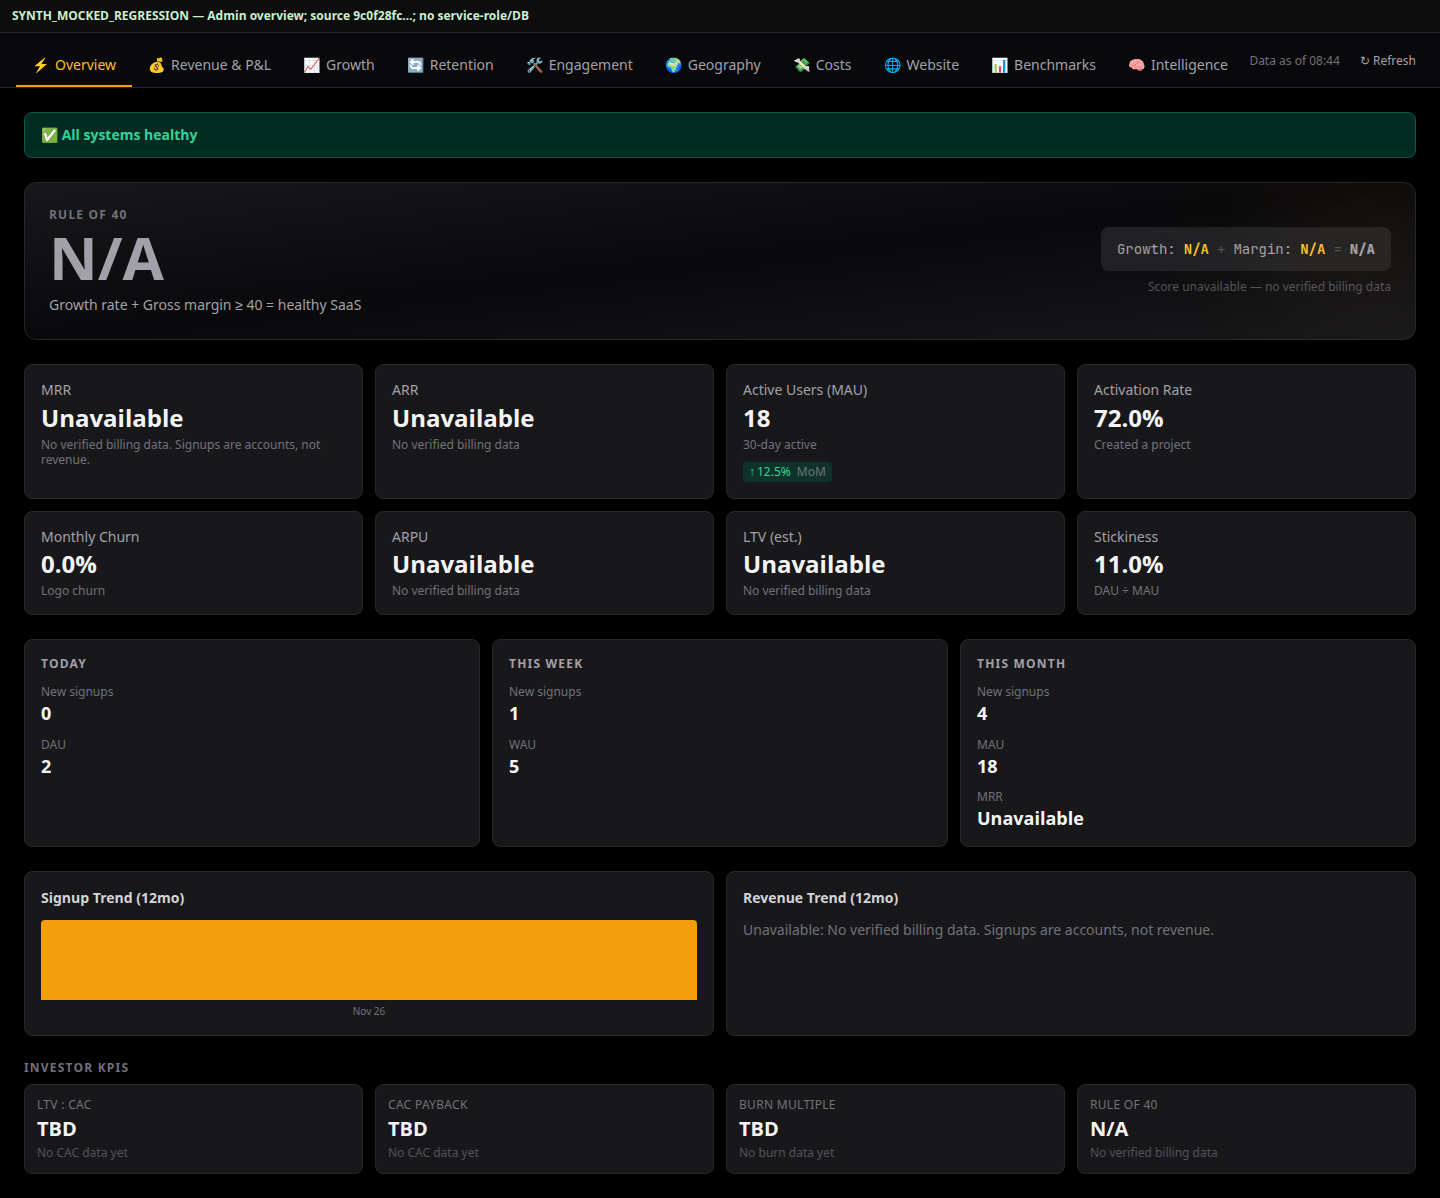 SYNTH_MOCKED_REGRESSION — Admin overview; source 9c0f28fc...; no service-role/DB
⚡ Overview
💰 Revenue & P&L
📈 Growth
🔄 Retention
🛠️ Engagement
🌍 Geography
💸 Costs
🌐 Website
📊 Benchmarks
🧠 Intelligence
Data as of 08:44
↻ Refresh
✅ All systems healthy
RULE OF 40
N/A
Growth rate + Gross margin ≥ 40 = healthy SaaS
Growth: N/A + Margin: N/A = N/A
Score unavailable — no verified billing data
MRR
Unavailable
No verified billing data. Signups are accounts, not
revenue.
ARR
Unavailable
No verified billing data
Active Users (MAU)
18
30-day active
↑ 12.5% MoM
Activation Rate
72.0%
Created a project
Monthly Churn
0.0%
Logo churn
ARPU
Unavailable
No verified billing data
LTV (est.)
Unavailable
No verified billing data
Stickiness
11.0%
DAU ÷ MAU
TODAY
New signups
0
DAU
2
THIS WEEK
New signups
1
WAU
5
THIS MONTH
New signups
4
MAU
18
MRR
Unavailable
Signup Trend (12mo)
Nov 26
Revenue Trend (12mo)
Unavailable: No verified billing data. Signups are accounts, not revenue.
INVESTOR KPIS
LTV : CAC
TBD
No CAC data yet
CAC PAYBACK
TBD
No CAC data yet
BURN MULTIPLE
TBD
No burn data yet
RULE OF 40
N/A
No verified billing data